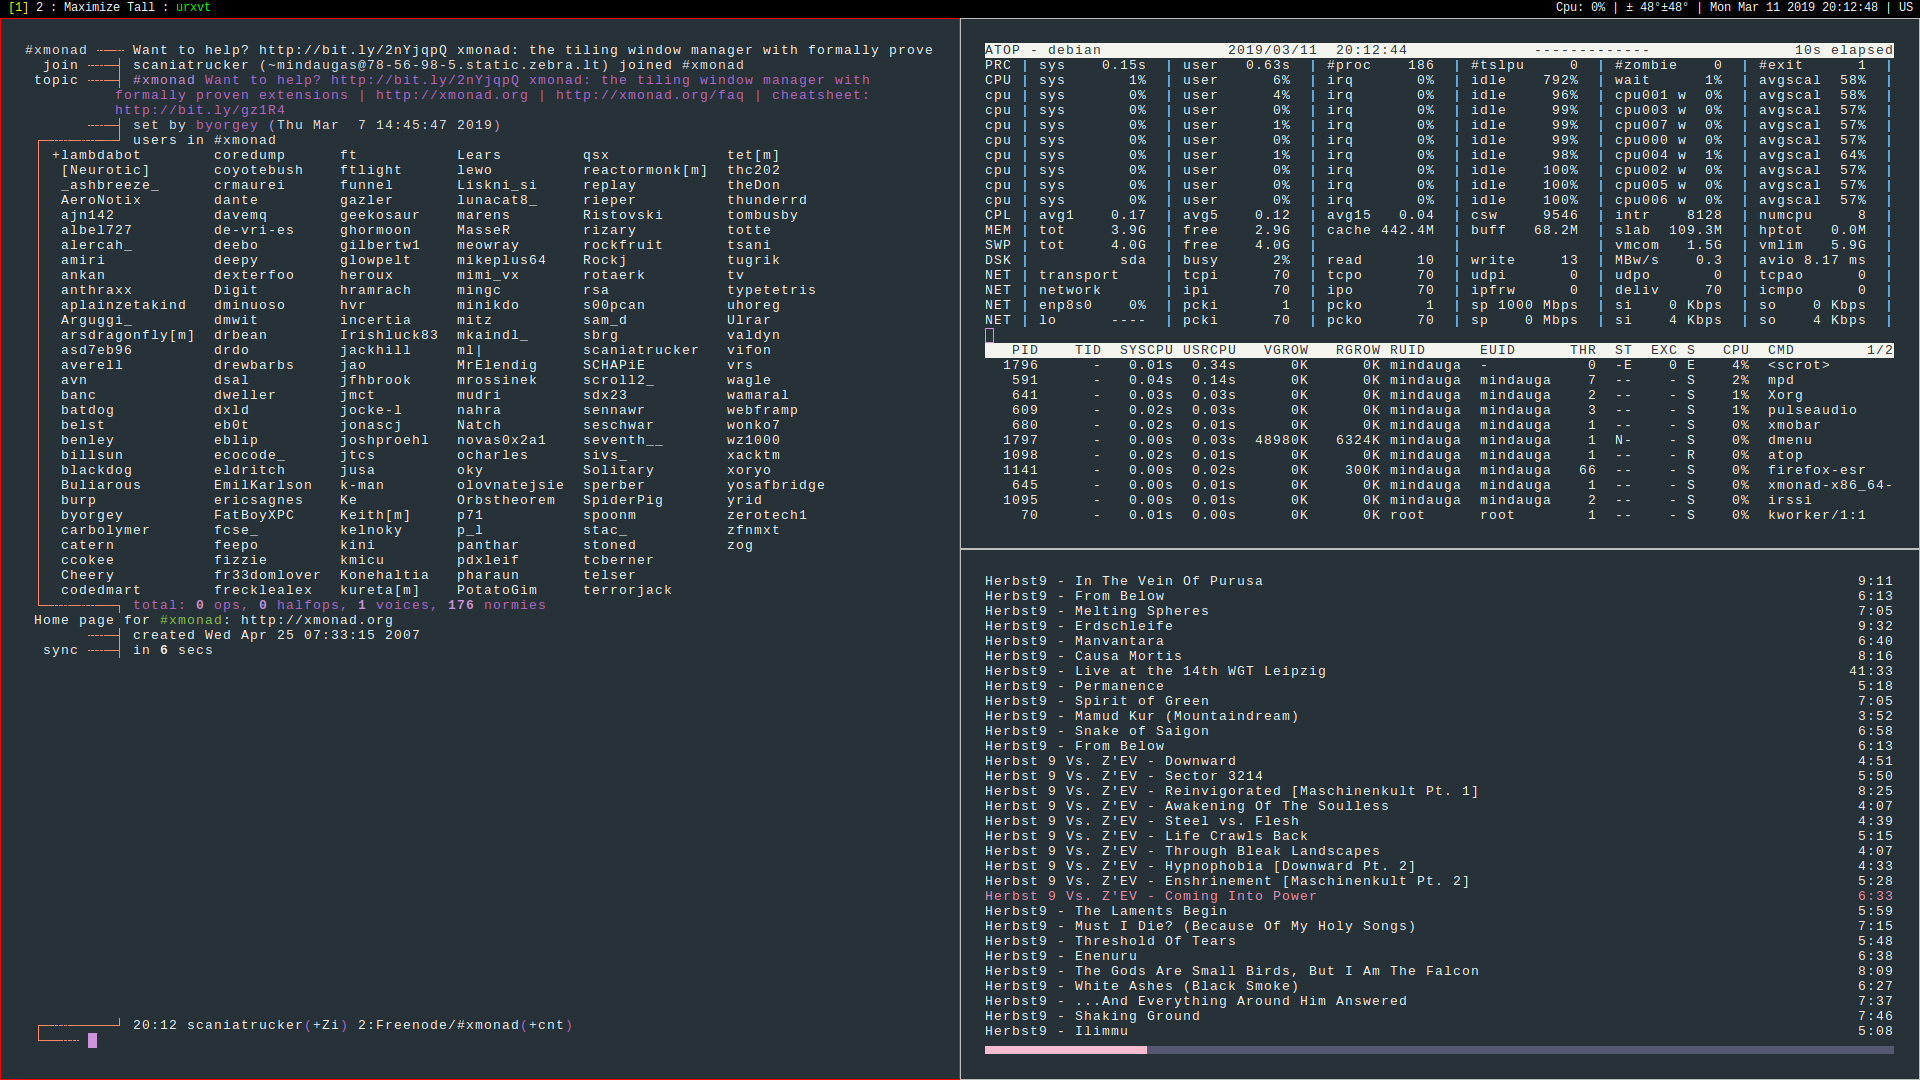 [1] 2 : Maximize Tall : urxvt
Cpu: 0% | ± 48°±48° | Mon Mar 11 2019 20:12:48 | US
#xmonad Want to help? http://bit.ly/2nYjqpQ xmonad: the tiling window manager with formally prove
join scaniatrucker (~mindaugas@78-56-98-5.static.zebra.lt) joined #xmonad
topic #xmonad Want to help? http://bit.ly/2nYjqpQ xmonad: the tiling window manager with
formally proven extensions | http://xmonad.org | http://xmonad.org/faq | cheatsheet:
http://bit.ly/gz1R4
set by byorgey (Thu Mar  7 14:45:47 2019)
users in #xmonad
+lambdabot coredump ft Lears qsx tet[m]
[Neurotic] coyotebush ftlight lewo reactormonk[m] thc202
_ashbreeze_ crmaurei funnel Liskni_si replay theDon
AeroNotix dante gazler lunacat8_ rieper thunderrd
ajn142 davemq geekosaur marens Ristovski tombusby
albel727 de-vri-es ghormoon MasseR rizary totte
alercah_ deebo gilbertw1 meowray rockfruit tsani
amiri deepy glowpelt mikeplus64 Rockj tugrik
ankan dexterfoo heroux mimi_vx rotaerk tv
anthraxx Digit hramrach mingc rsa typetetris
aplainzetakind dminuoso hvr minikdo s00pcan uhoreg
Arguggi_ dmwit incertia mitz sam_d Ulrar
arsdragonfly[m] drbean Irishluck83 mkaindl_ sbrg valdyn
asd7eb96 drdo jackhill ml| scaniatrucker vifon
averell drewbarbs jao MrElendig SCHAPiE vrs
avn dsal jfhbrook mrossinek scroll2_ wagle
banc dweller jmct mudri sdx23 wamaral
batdog dxld jocke-l nahra sennawr webframp
belst eb0t jonascj Natch seschwar wonko7
benley eblip joshproehl novas0x2a1 seventh__ wz1000
billsun ecocode_ jtcs ocharles sivs_ xacktm
blackdog eldritch jusa oky Solitary xoryo
Buliarous EmilKarlson k-man olovnatejsie sperber yosafbridge
burp ericsagnes Ke Orbstheorem SpiderPig yrid
byorgey FatBoyXPC Keith[m] p71 spoonm zerotech1
carbolymer fcse_ kelnoky p_l stac_ zfnmxt
catern feepo kini panthar stoned zog
ccokee fizzie kmicu pdxleif tcberner
Cheery fr33domlover Konehaltia pharaun telser
codedmart frecklealex kureta[m] PotatoGim terrorjack
total: 0 ops, 0 halfops, 1 voices, 176 normies
Home page for #xmonad: http://xmonad.org
created Wed Apr 25 07:33:15 2007
sync in 6 secs
20:12 scaniatrucker(+Zi) 2:Freenode/#xmonad(+cnt)
ATOP - debian 2019/03/11  20:12:44 ------------- 10s elapsed
PRC | sys 0.15s | user 0.63s | #proc 186 | #tslpu 0 | #zombie 0 | #exit 1 |
CPU | sys 1% | user 6% | irq 0% | idle 792% | wait 1% | avgscal 58% |
cpu | sys 0% | user 4% | irq 0% | idle 96% | cpu001 w 0% | avgscal 58% |
cpu | sys 0% | user 0% | irq 0% | idle 99% | cpu003 w 0% | avgscal 57% |
cpu | sys 0% | user 1% | irq 0% | idle 99% | cpu007 w 0% | avgscal 57% |
cpu | sys 0% | user 0% | irq 0% | idle 99% | cpu000 w 0% | avgscal 57% |
cpu | sys 0% | user 1% | irq 0% | idle 98% | cpu004 w 1% | avgscal 64% |
cpu | sys 0% | user 0% | irq 0% | idle 100% | cpu002 w 0% | avgscal 57% |
cpu | sys 0% | user 0% | irq 0% | idle 100% | cpu005 w 0% | avgscal 57% |
cpu | sys 0% | user 0% | irq 0% | idle 100% | cpu006 w 0% | avgscal 57% |
CPL | avg1 0.17 | avg5 0.12 | avg15 0.04 | csw 9546 | intr 8128 | numcpu 8 |
MEM | tot 3.9G | free 2.9G | cache 442.4M | buff 68.2M | slab 109.3M | hptot 0.0M |
SWP | tot 4.0G | free 4.0G | | | vmcom 1.5G | vmlim 5.9G |
DSK | sda | busy 2% | read 10 | write 13 | MBw/s 0.3 | avio 8.17 ms |
NET | transport | tcpi 70 | tcpo 70 | udpi 0 | udpo 0 | tcpao 0 |
NET | network | ipi 70 | ipo 70 | ipfrw 0 | deliv 70 | icmpo 0 |
NET | enp8s0 0% | pcki 1 | pcko 1 | sp 1000 Mbps | si 0 Kbps | so 0 Kbps |
NET | lo ---- | pcki 70 | pcko 70 | sp 0 Mbps | si 4 Kbps | so 4 Kbps |
PID TID SYSCPU USRCPU VGROW RGROW RUID EUID THR ST EXC S CPU CMD 1/2
1796 - 0.01s 0.34s 0K 0K mindauga - 0 -E 0 E 4% <scrot>
591 - 0.04s 0.14s 0K 0K mindauga mindauga 7 -- - S 2% mpd
641 - 0.03s 0.03s 0K 0K mindauga mindauga 2 -- - S 1% Xorg
609 - 0.02s 0.03s 0K 0K mindauga mindauga 3 -- - S 1% pulseaudio
680 - 0.02s 0.01s 0K 0K mindauga mindauga 1 -- - S 0% xmobar
1797 - 0.00s 0.03s 48980K 6324K mindauga mindauga 1 N- - S 0% dmenu
1098 - 0.02s 0.01s 0K 0K mindauga mindauga 1 -- - R 0% atop
1141 - 0.00s 0.02s 0K 300K mindauga mindauga 66 -- - S 0% firefox-esr
645 - 0.00s 0.01s 0K 0K mindauga mindauga 1 -- - S 0% xmonad-x86_64-
1095 - 0.00s 0.01s 0K 0K mindauga mindauga 2 -- - S 0% irssi
70 - 0.01s 0.00s 0K 0K root root 1 -- - S 0% kworker/1:1
Herbst9 - In The Vein Of Purusa 9:11
Herbst9 - From Below 6:13
Herbst9 - Melting Spheres 7:05
Herbst9 - Erdschleife 9:32
Herbst9 - Manvantara 6:40
Herbst9 - Causa Mortis 8:16
Herbst9 - Live at the 14th WGT Leipzig 41:33
Herbst9 - Permanence 5:18
Herbst9 - Spirit of Green 7:05
Herbst9 - Mamud Kur (Mountaindream) 3:52
Herbst9 - Snake of Saigon 6:58
Herbst9 - From Below 6:13
Herbst 9 Vs. Z'EV - Downward 4:51
Herbst 9 Vs. Z'EV - Sector 3214 5:50
Herbst 9 Vs. Z'EV - Reinvigorated [Maschinenkult Pt. 1] 8:25
Herbst 9 Vs. Z'EV - Awakening Of The Soulless 4:07
Herbst 9 Vs. Z'EV - Steel vs. Flesh 4:39
Herbst 9 Vs. Z'EV - Life Crawls Back 5:15
Herbst 9 Vs. Z'EV - Through Bleak Landscapes 4:07
Herbst 9 Vs. Z'EV - Hypnophobia [Downward Pt. 2] 4:33
Herbst 9 Vs. Z'EV - Enshrinement [Maschinenkult Pt. 2] 5:28
Herbst 9 Vs. Z'EV - Coming Into Power 6:33
Herbst9 - The Laments Begin 5:59
Herbst9 - Must I Die? (Because Of My Holy Songs) 7:15
Herbst9 - Threshold Of Tears 5:48
Herbst9 - Enenuru 6:38
Herbst9 - The Gods Are Small Birds, But I Am The Falcon 8:09
Herbst9 - White Ashes (Black Smoke) 6:27
Herbst9 - ...And Everything Around Him Answered 7:37
Herbst9 - Shaking Ground 7:46
Herbst9 - Ilimmu 5:08